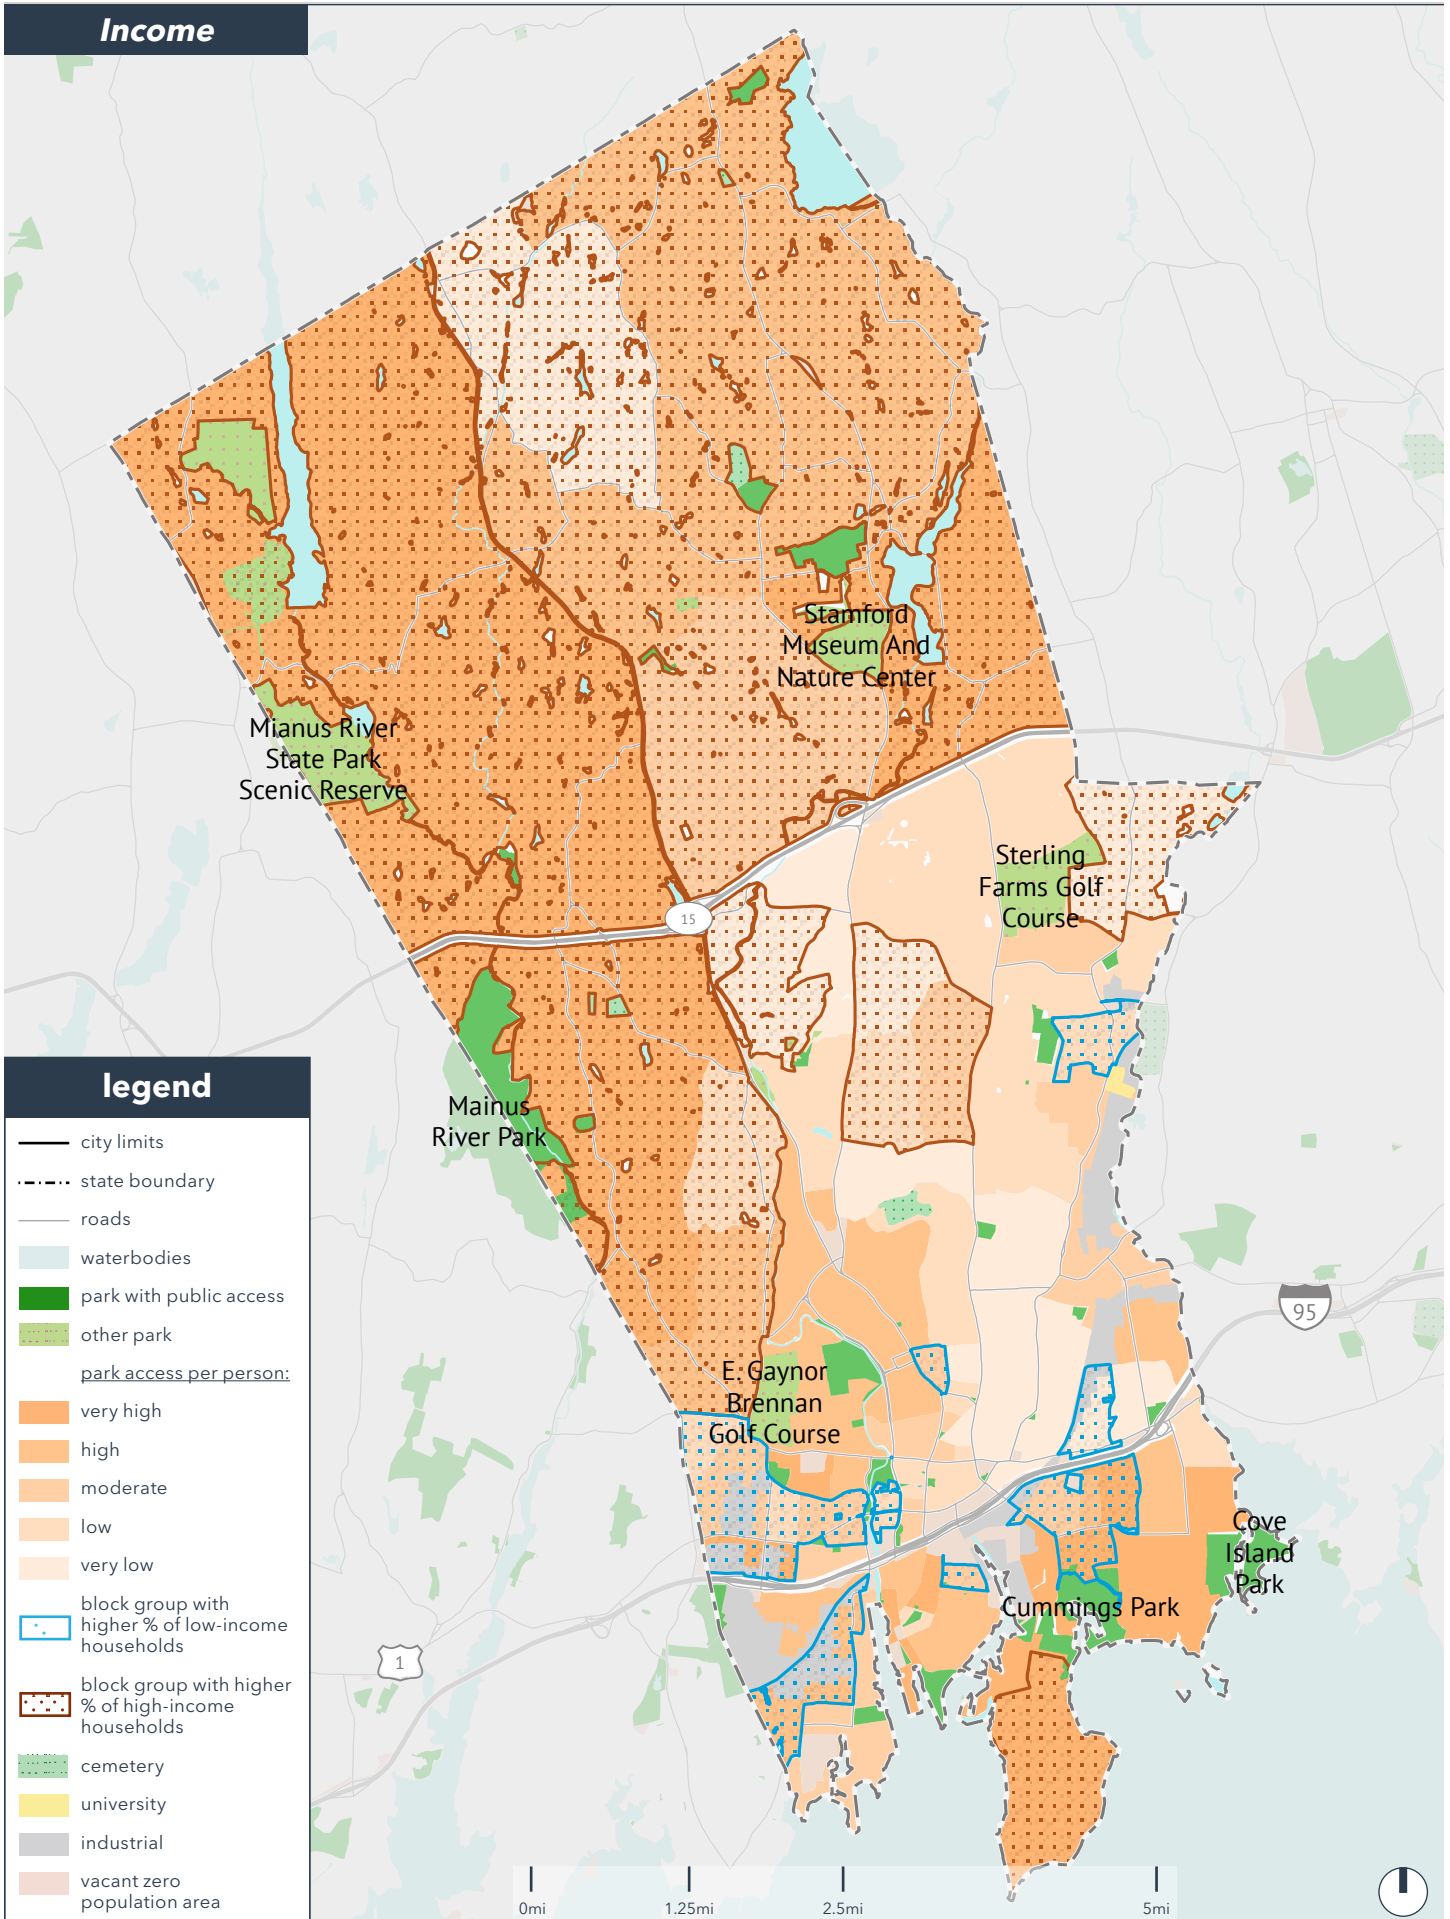 Income
Stamford
Museum And
Nature Center
Mianus River
State Park
Scenic Reserve
Sterling
Farms Golf
Course
15
Mainus
River Park
95
E. Gaynor
Brennan
Golf Course
Cove
Island
Park
Cummings Park
1
legend
city limits
state boundary
roads
waterbodies
park with public access
other park
park access per person:
very high
high
moderate
low
very low
block group with
higher % of low-income
households
block group with higher
% of high-income
households
cemetery
university
industrial
vacant zero
population area
0mi 1.25mi 2.5mi 5mi